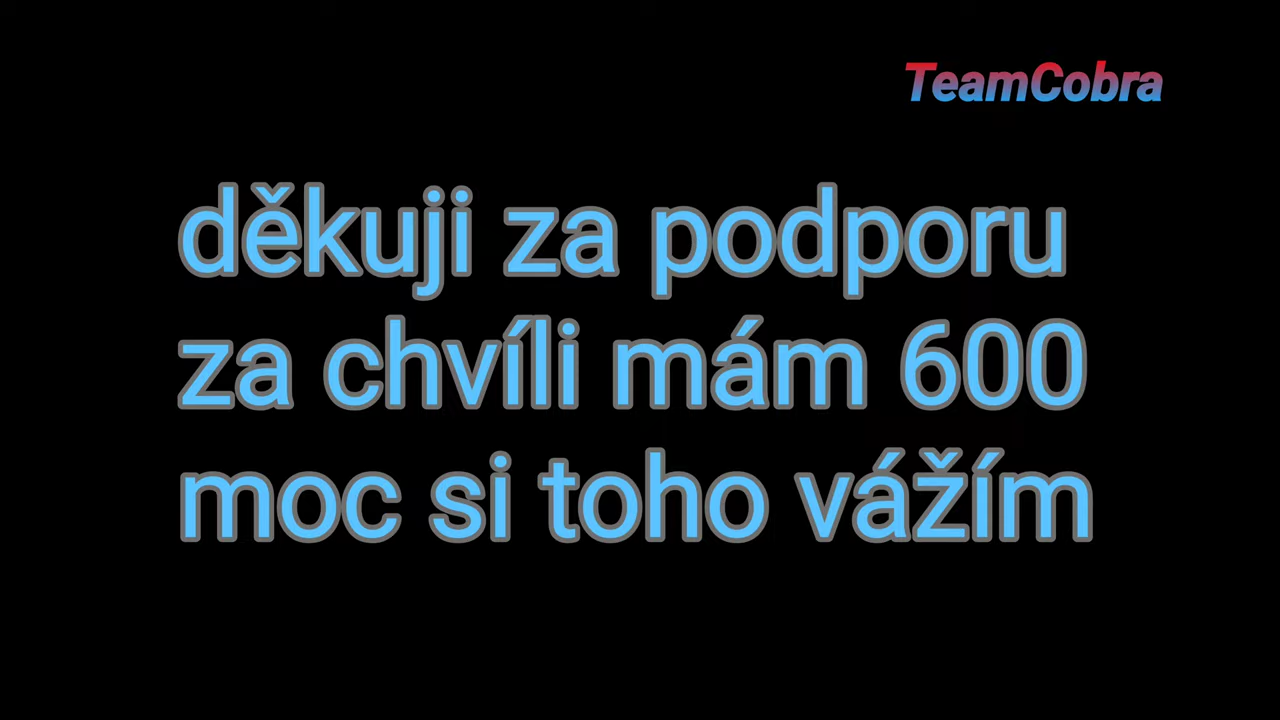 TeamCobra
děkuji za podporu
za chvíli mám 600
moc si toho vážím